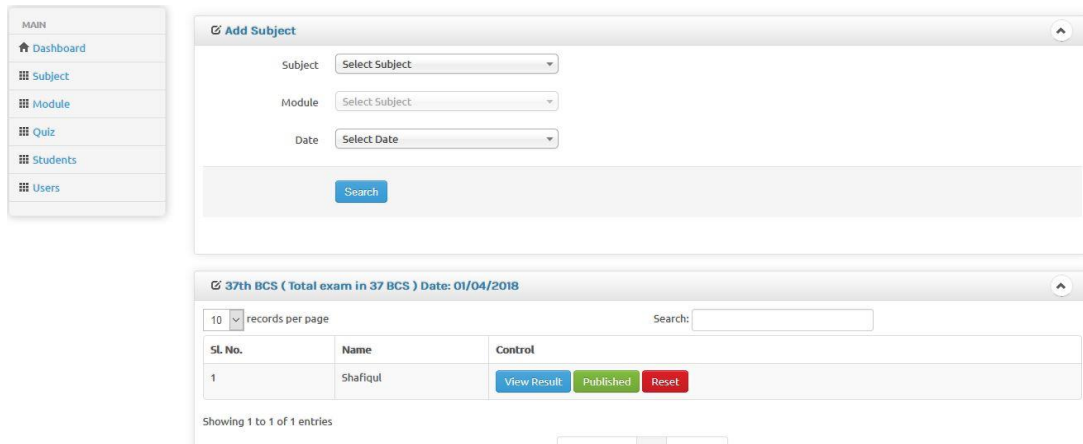 MAIN
Dashboard
Subject
Module
Quiz
Students
Users
Add Subject
Subject Select Subject
Module Select Subject
Date Select Date
Search
37th BCS ( Total exam in 37 BCS ) Date: 01/04/2018
10 records per page Search:
Sl. No. Name Control
1 Shafiqul View Result Published Reset
Showing 1 to 1 of 1 entries